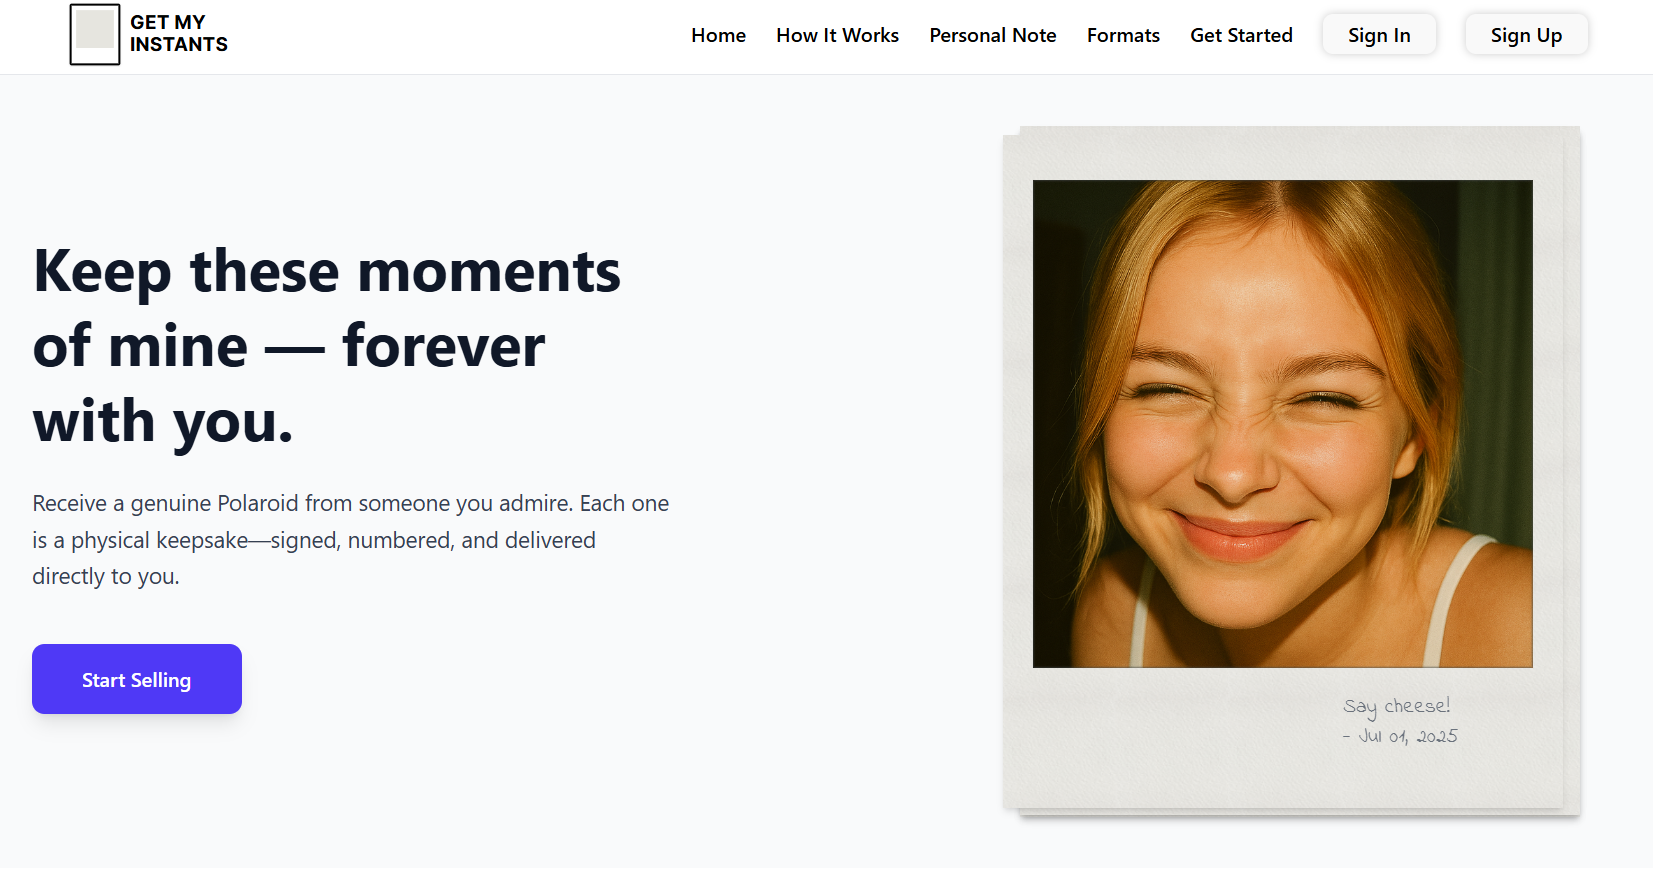 GET MY
INSTANTS
Home
How It Works
Personal Note
Formats
Get Started
Sign In
Sign Up
Keep these moments
of mine — forever
with you.
Receive a genuine Polaroid from someone you admire. Each one
is a physical keepsake—signed, numbered, and delivered
directly to you.
Start Selling
Say cheese!
- Jul 01, 2025